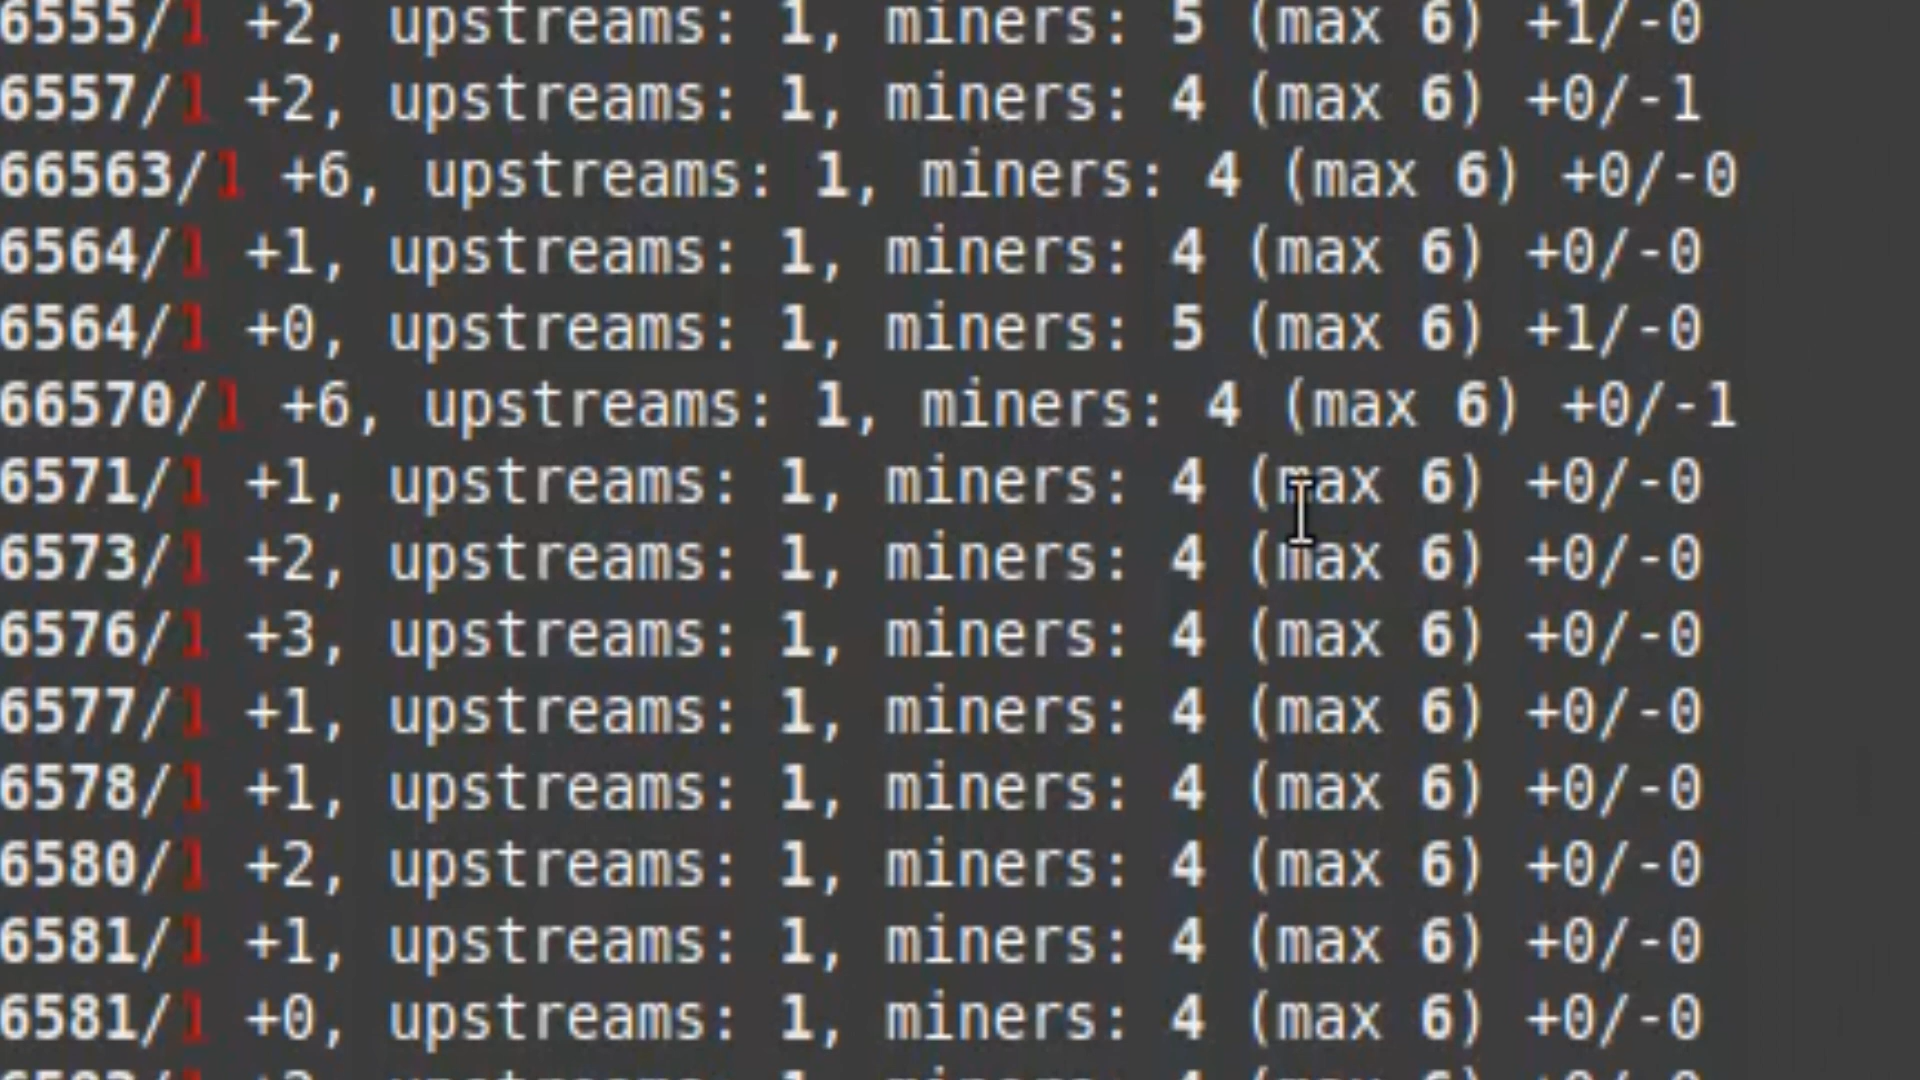 6555/1 +2, upstreams: 1, miners: 5 (max 6) +1/-0
6557/1 +2, upstreams: 1, miners: 4 (max 6) +0/-1
66563/1 +6, upstreams: 1, miners: 4 (max 6) +0/-0
6564/1 +1, upstreams: 1, miners: 4 (max 6) +0/-0
6564/1 +0, upstreams: 1, miners: 5 (max 6) +1/-0
66570/1 +6, upstreams: 1, miners: 4 (max 6) +0/-1
6571/1 +1, upstreams: 1, miners: 4 (max 6) +0/-0
6573/1 +2, upstreams: 1, miners: 4 (max 6) +0/-0
6576/1 +3, upstreams: 1, miners: 4 (max 6) +0/-0
6577/1 +1, upstreams: 1, miners: 4 (max 6) +0/-0
6578/1 +1, upstreams: 1, miners: 4 (max 6) +0/-0
6580/1 +2, upstreams: 1, miners: 4 (max 6) +0/-0
6581/1 +1, upstreams: 1, miners: 4 (max 6) +0/-0
6581/1 +0, upstreams: 1, miners: 4 (max 6) +0/-0